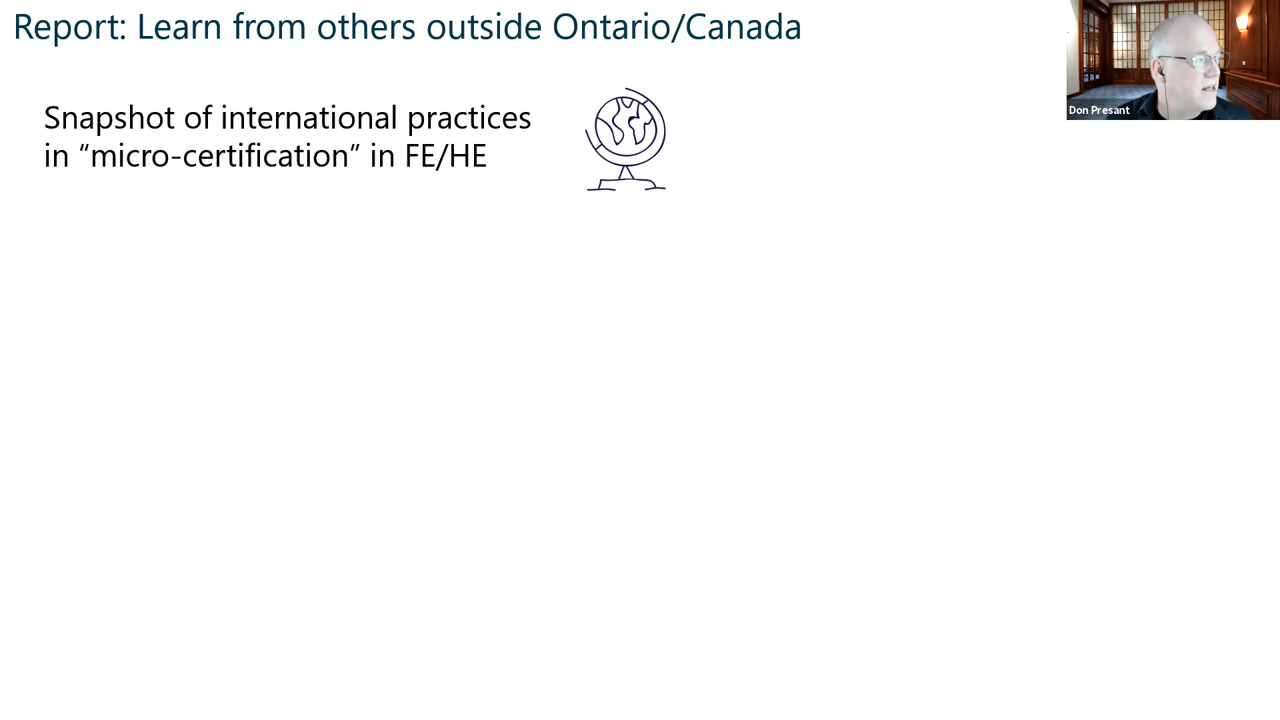 Report: Learn from others outside Ontario/Canada
Don Presant
Snapshot of international practices
in “micro-certification” in FE/HE